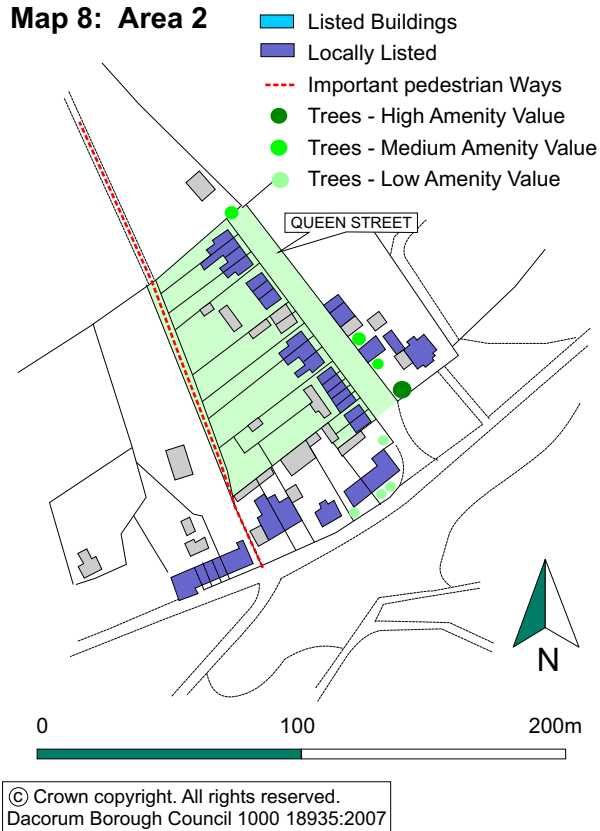 Map 8: Area 2
Listed Buildings
Locally Listed
Important pedestrian Ways
Trees - High Amenity Value
Trees - Medium Amenity Value
Trees - Low Amenity Value
QUEEN STREET
N
0 100 200m
© Crown copyright. All rights reserved.
Dacorum Borough Council 1000 18935:2007